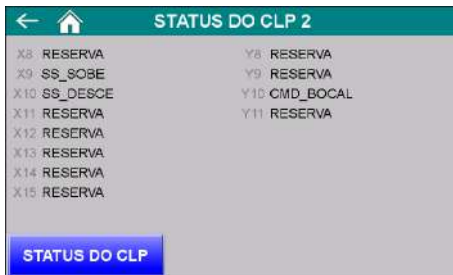 STATUS DO CLP 2
X8 RESERVA
X9 SS_SOBE
X10 SS_DESCE
X11 RESERVA
X12 RESERVA
X13 RESERVA
X14 RESERVA
X15 RESERVA
Y8 RESERVA
Y9 RESERVA
Y10 CMD_BOCAL
Y11 RESERVA
STATUS DO CLP